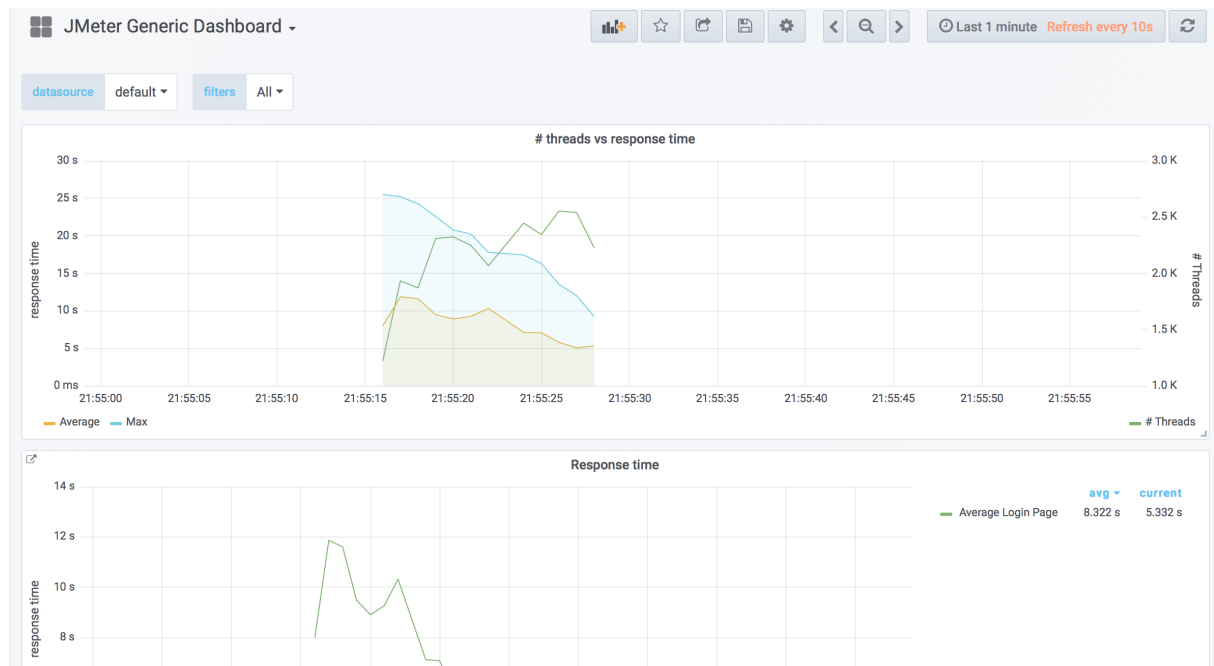 JMeter Generic Dashboard
Last 1 minute Refresh every 10s
datasource default filters All
# threads vs response time
30 s
25 s
20 s
15 s
10 s
5 s
0 ms
response time
3.0 K
2.5 K
2.0 K
1.5 K
1.0 K
# Threads
21:55:00 21:55:05 21:55:10 21:55:15 21:55:20 21:55:25 21:55:30 21:55:35 21:55:40 21:55:45 21:55:50 21:55:55
Average Max # Threads
Response time
14 s
12 s
10 s
8 s
response time
avg current
Average Login Page 8.322 s 5.332 s